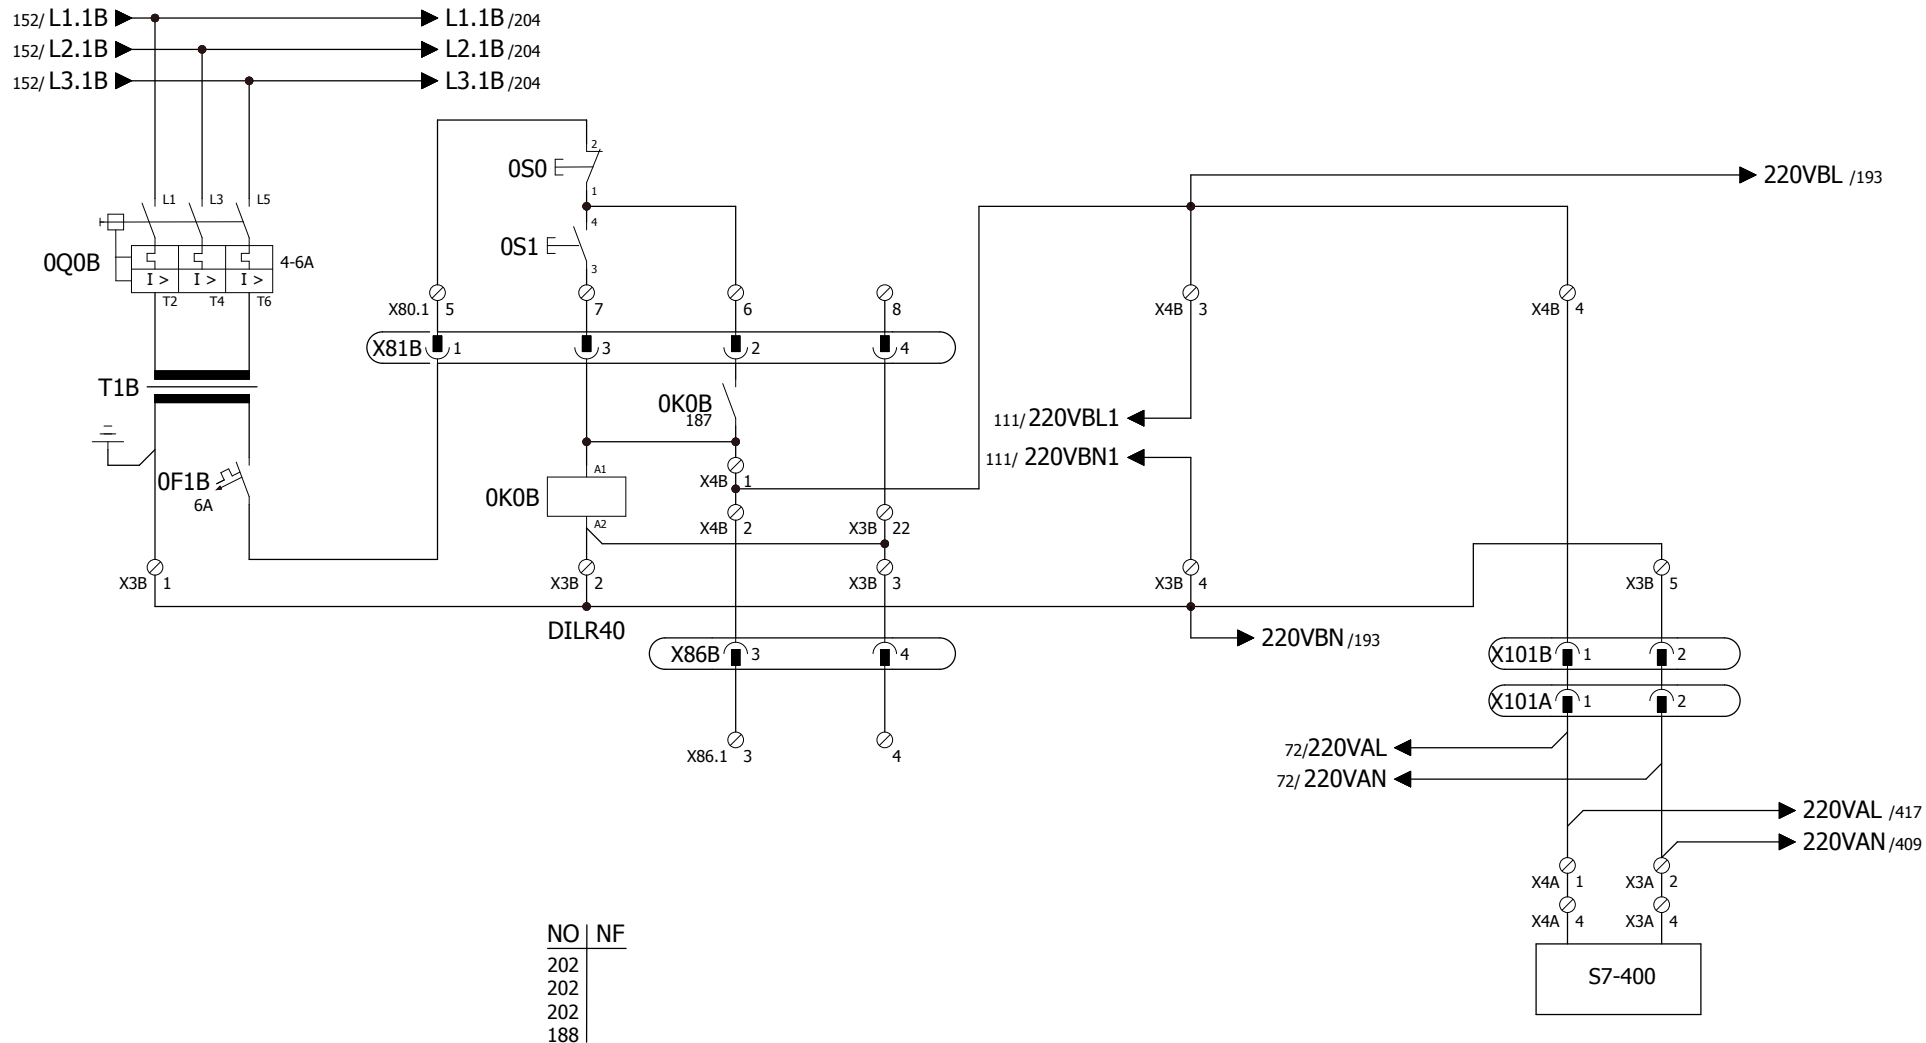 152/ L1.1B L1.1B /204
152/ L2.1B L2.1B /204
152/ L3.1B L3.1B /204
2
0S0
1
220VBL /193
L1 L3 L5
4
0S1
3
0Q0B 4-6A
I > I > I >
T2 T4 T6
X80.1 5 7 6 8 X4B 3 X4B 4
X81B 1 3 2 4
T1B
0K0B
187
111/ 220VBL1
111/ 220VBN1
A1
0F1B
6A
X4B 1
0K0B
A2
X4B 2 X3B 22
X3B 1 X3B 2 X3B 3 X3B 4 X3B 5
DILR40
220VBN /193
X86B 3 4 X101B 1 2
X101A 1 2
X86.1 3 4
72/220VAL
72/ 220VAN
220VAL /417
220VAN /409
X4A 1 X3A 2
X4A 4 X3A 4
NO NF
202
202
202
188
S7-400